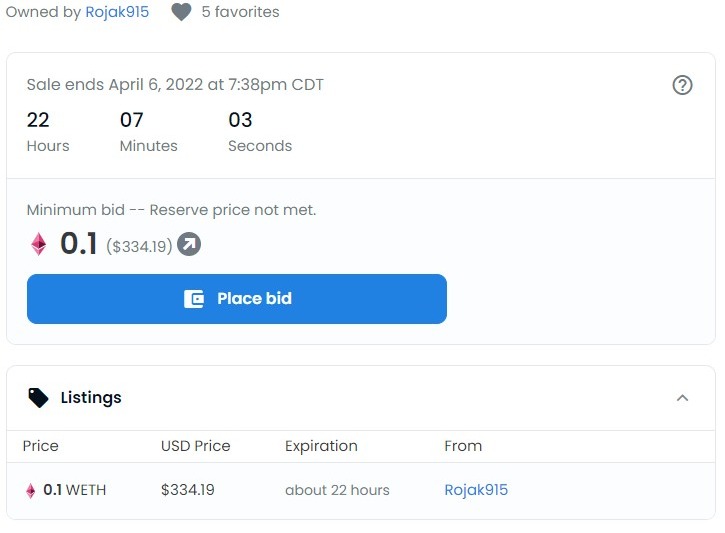 Owned by Rojak915 5 favorites
Sale ends April 6, 2022 at 7:38pm CDT
22 07 03
Hours Minutes Seconds
Minimum bid -- Reserve price not met.
0.1 ($334.19)
Place bid
Listings
Price USD Price Expiration From
0.1 WETH $334.19 about 22 hours Rojak915